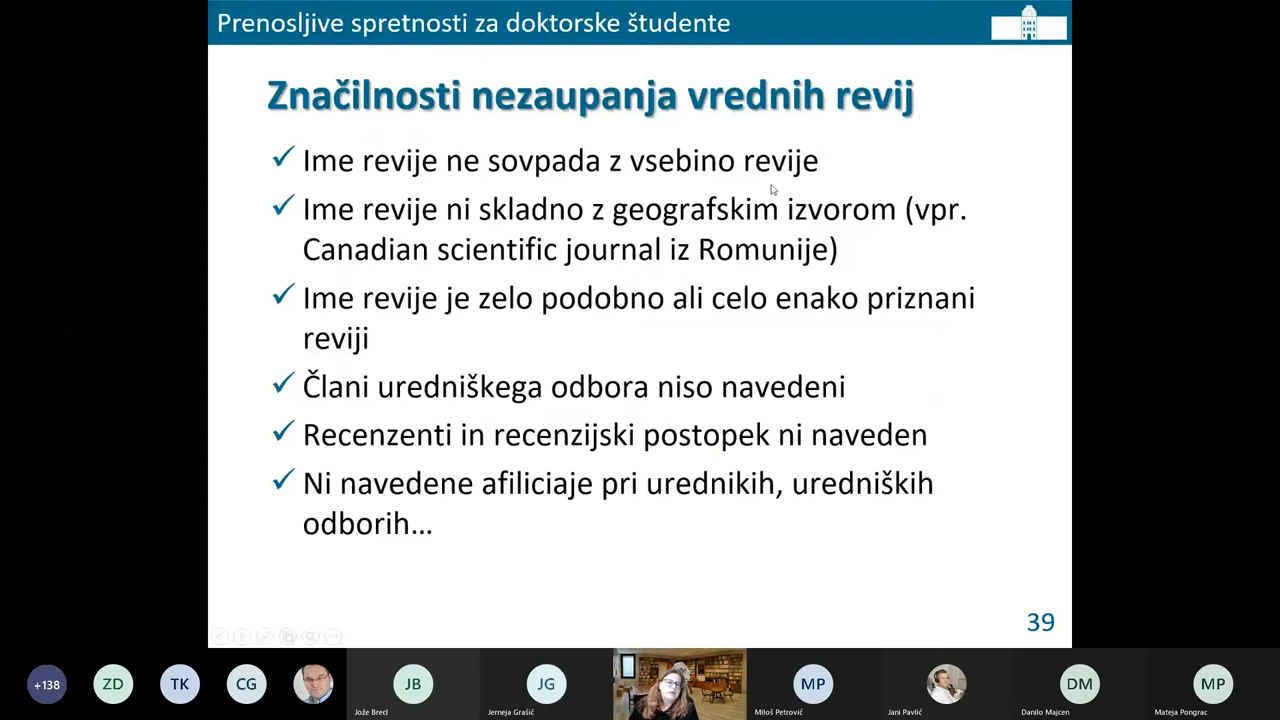 Prenosljive spretnosti za doktorske študente
Značilnosti nezaupanja vrednih revij
Ime revije ne sovpada z vsebino revije
Ime revije ni skladno z geografskim izvorom (vpr.
Canadian scientific journal iz Romunije)
Ime revije je zelo podobno ali celo enako priznani
reviji
Člani uredniškega odbora niso navedeni
Recenzenti in recenzijski postopek ni naveden
Ni navedene afiliciaje pri urednikih, uredniških
odborih...
39
+138
ZD
TK
CG
JB
JG
MP
DM
MP
Jože Brecl
Jerneja Grašič
Miloš Petrovič
Jani Pavlič
Danilo Majcen
Mateja Pongrac